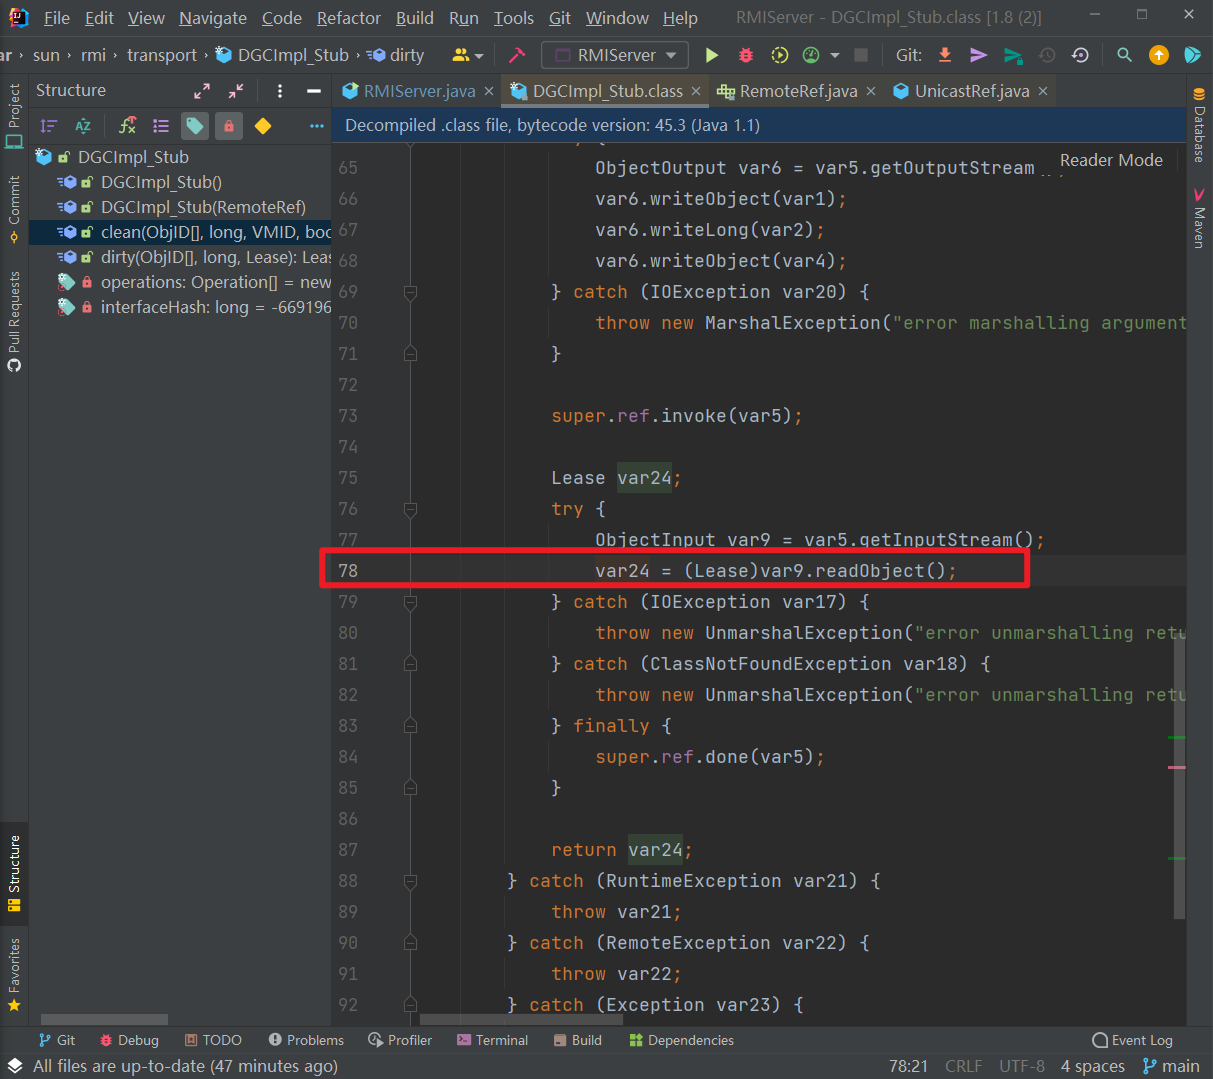 File Edit View Navigate Code Refactor Build Run Tools Git Window Help RMIServer - DGCImpl_Stub.class [1.8 (2)]
ar › sun › rmi › transport › DGCImpl_Stub › dirty RMIServer Git:
Structure
RMIServer.java × DGCImpl_Stub.class × RemoteRef.java × UnicastRef.java ×
Decompiled .class file, bytecode version: 45.3 (Java 1.1)
Reader Mode
Project
Commit
Pull Requests
Structure
Favorites
Database
Maven
DGCImpl_Stub
DGCImpl_Stub()
DGCImpl_Stub(RemoteRef)
clean(ObjID[], long, VMID, boo
dirty(ObjID[], long, Lease): Leas
operations: Operation[] = new
interfaceHash: long = -669196
65 ObjectOutput var6 = var5.getOutputStream();
66 var6.writeObject(var1);
67 var6.writeLong(var2);
68 var6.writeObject(var4);
69 } catch (IOException var20) {
70 throw new MarshalException("error marshalling argument
71 }
72
73 super.ref.invoke(var5);
74
75 Lease var24;
76 try {
77 ObjectInput var9 = var5.getInputStream();
78 var24 = (Lease)var9.readObject();
79 } catch (IOException var17) {
80 throw new UnmarshalException("error unmarshalling retu
81 } catch (ClassNotFoundException var18) {
82 throw new UnmarshalException("error unmarshalling retu
83 } finally {
84 super.ref.done(var5);
85 }
86
87 return var24;
88 } catch (RuntimeException var21) {
89 throw var21;
90 } catch (RemoteException var22) {
91 throw var22;
92 } catch (Exception var23) {
Git Debug TODO Problems Profiler Terminal Build Dependencies Event Log
All files are up-to-date (47 minutes ago) 78:21 CRLF UTF-8 4 spaces main